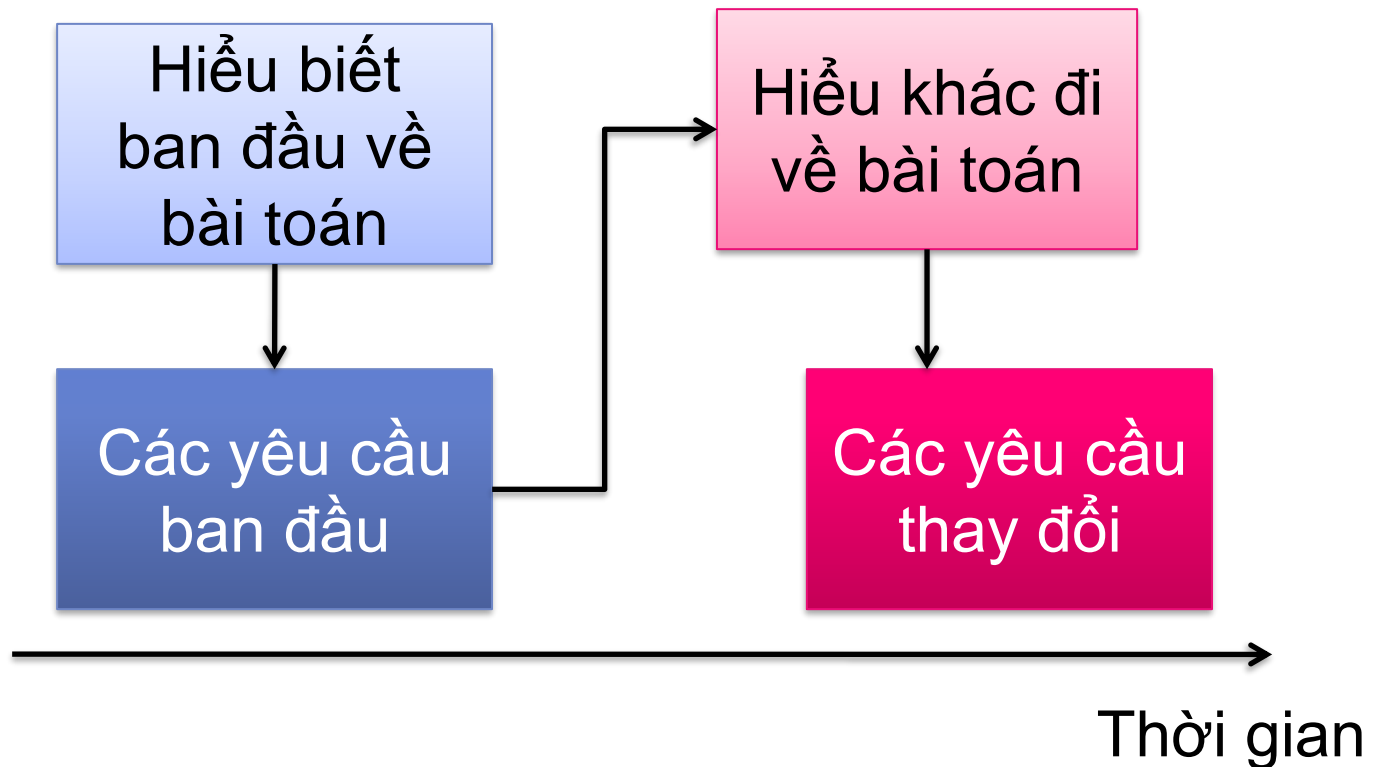 Hiểu biết
ban đầu về
bài toán
Hiểu khác đi
về bài toán
Các yêu cầu
ban đầu
Các yêu cầu
thay đổi
Thời gian